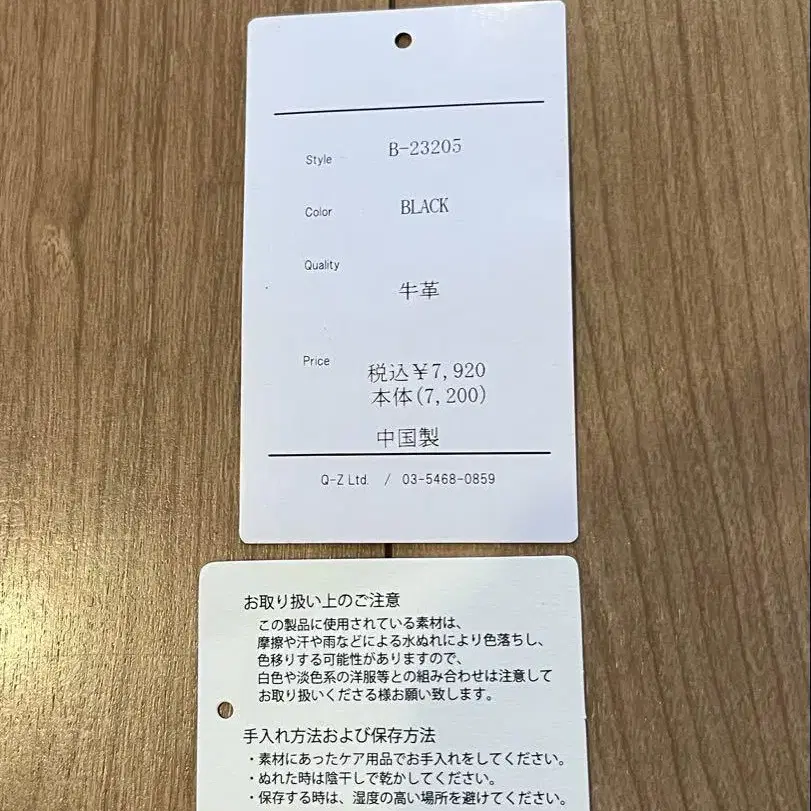 Style B-23205
Color BLACK
Quality
牛革
Price
税込¥7,920
本体(7,200)
中国製
Q-Z Ltd. / 03-5468-0859
お取り扱い上のご注意
この製品に使用されている素材は、
摩擦や汗や雨などによる水ぬれにより色落ちし、
色移りする可能性がありますので、
白色や淡色系の洋服等との組み合わせは注意して
お取り扱いくださる様お願い致します。
手入れ方法および保存方法
・素材にあったケア用品でお手入れをしてください。
・ぬれた時は陰干しで乾かしてください。
・保存する時は、湿度の高い場所を避けてください。